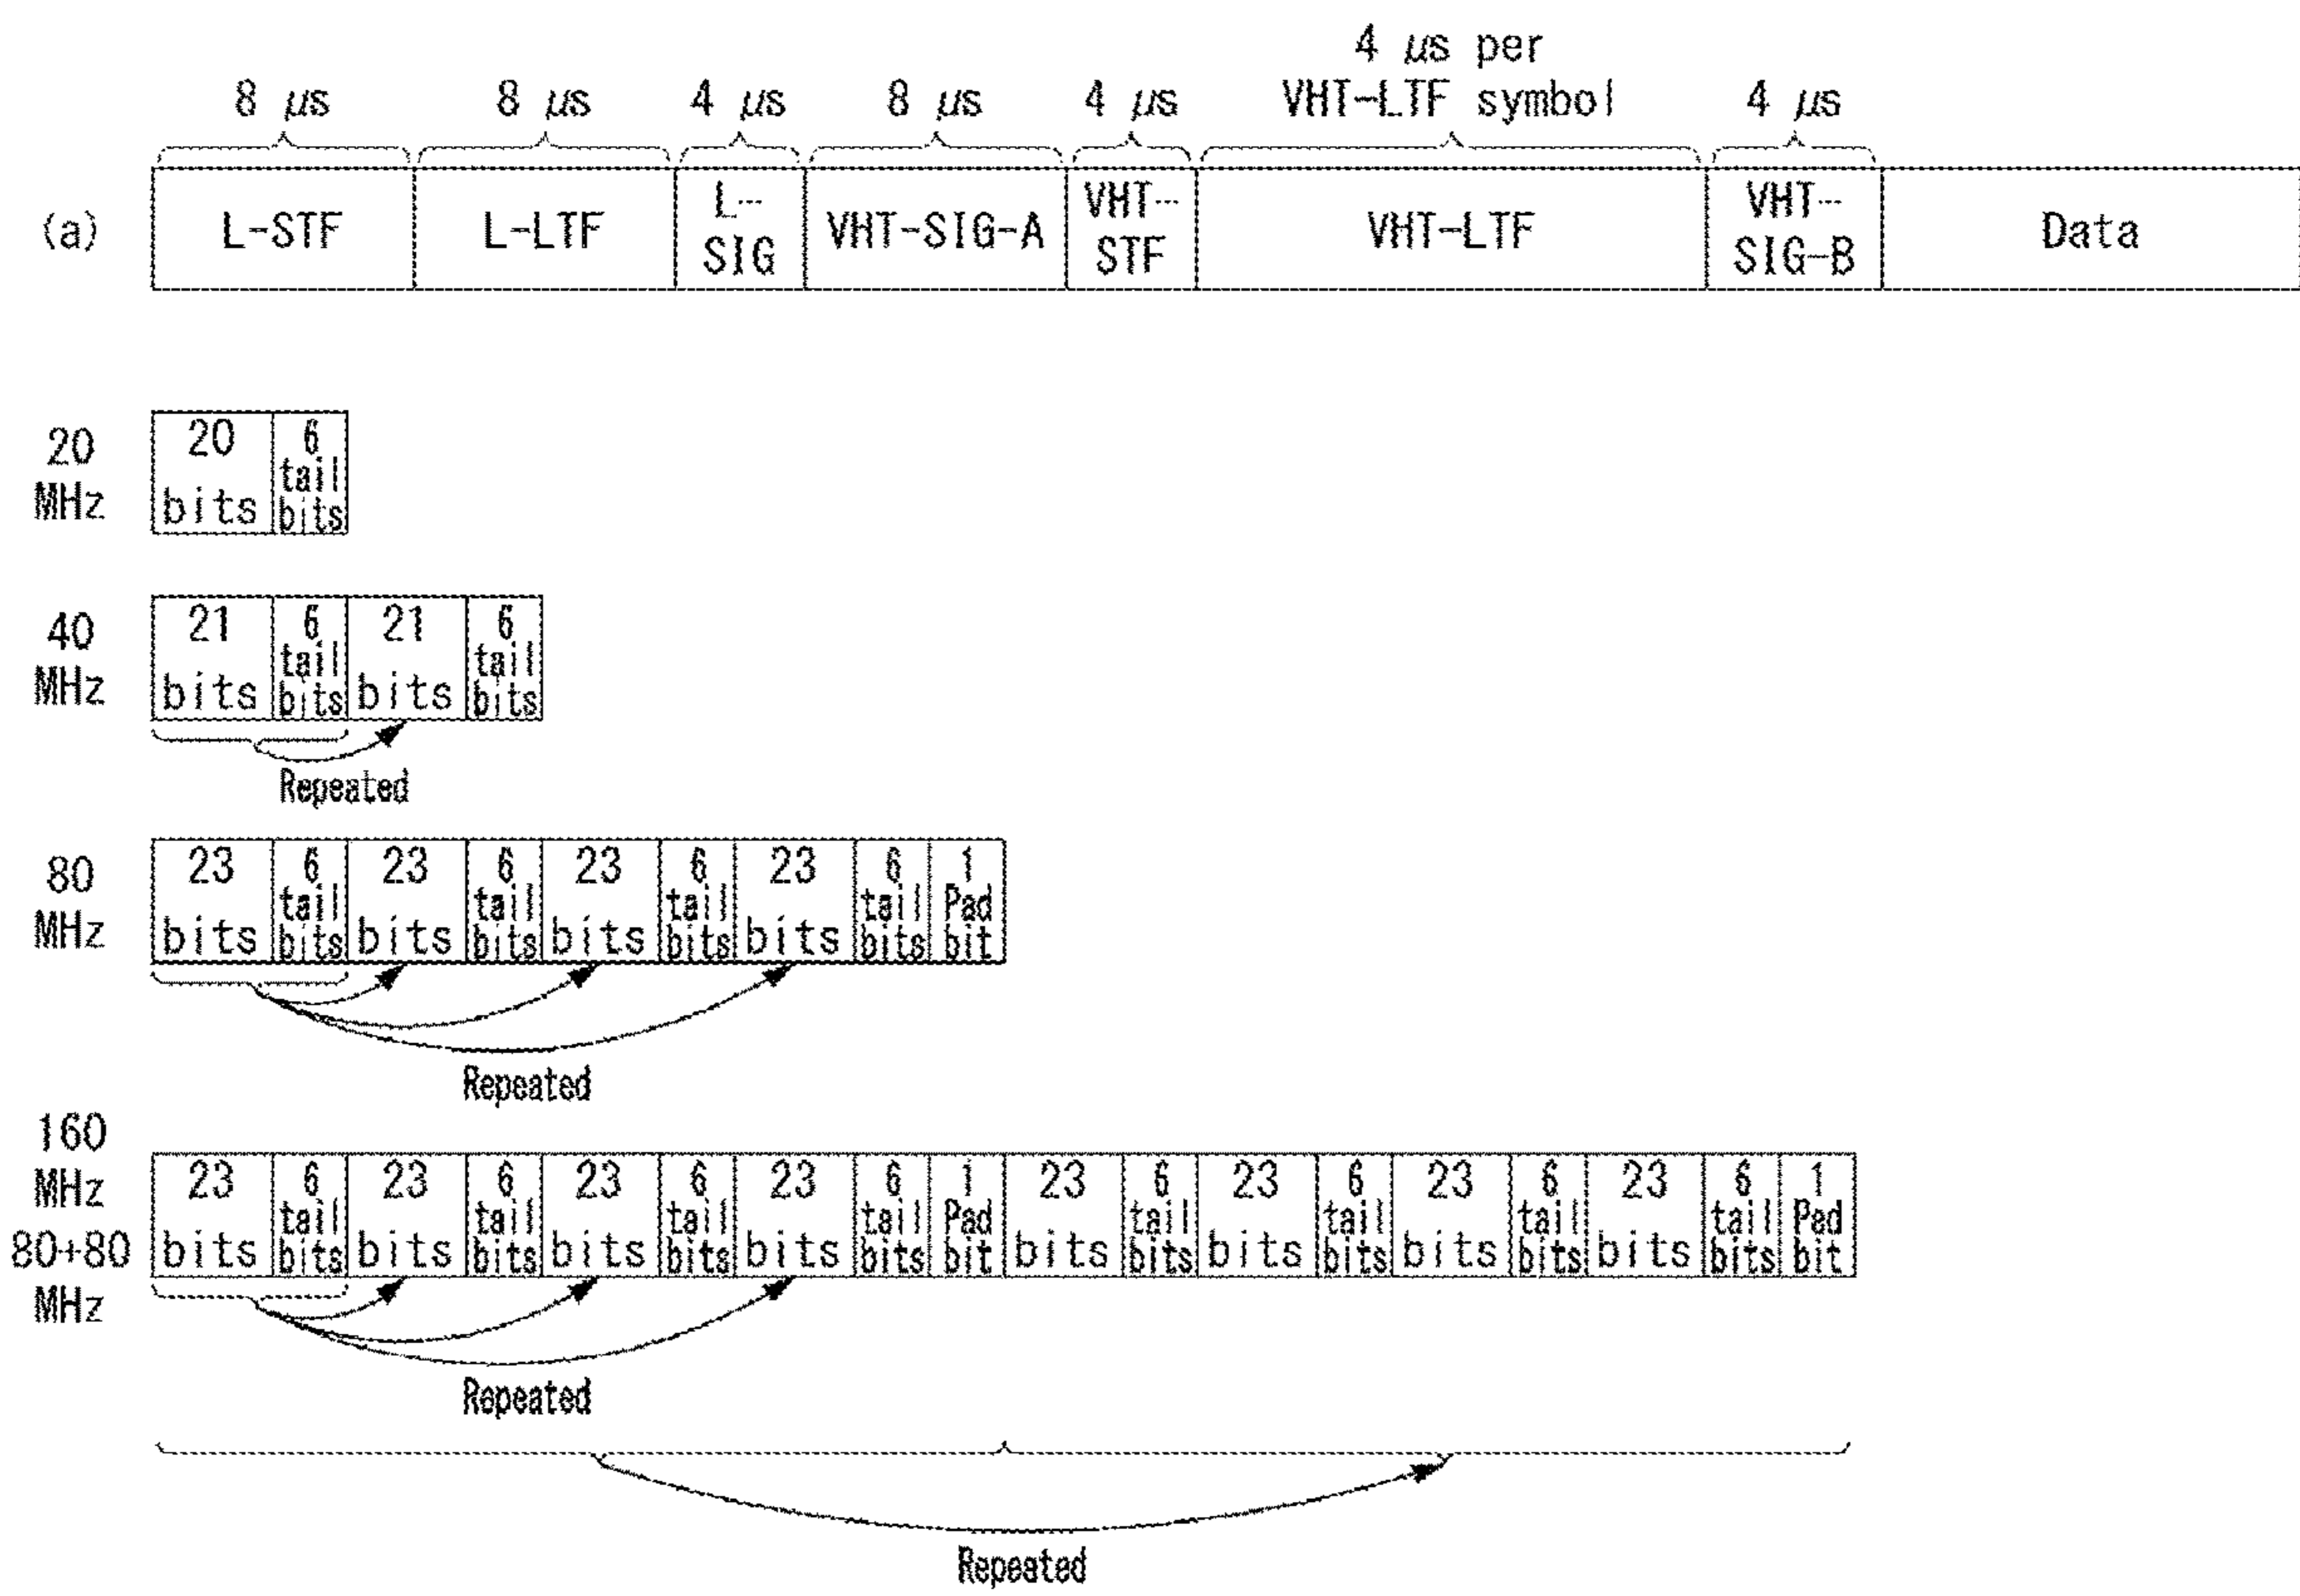 4 μs per
8 μs 8 μs 4 μs 8 μs 4 μs VHT-LTF symbol 4 μs
(a) L-STF L-LTF L-SIG VHT-SIG-A VHT-STF VHT-LTF VHT-SIG-B Data
20 MHz
20 bits 6 tail bits
40 MHz
21 bits 6 tail bits 21 bits 6 tail bits
Repeated
80 MHz
23 bits 6 tail bits 23 bits 6 tail bits 23 bits 6 tail bits 23 bits 6 tail bits 1 Pad bit
Repeated
160 MHz 80+80 MHz
23 bits 6 tail bits 23 bits 6 tail bits 23 bits 6 tail bits 23 bits 6 tail bits 1 Pad bit 23 bits 6 tail bits 23 bits 6 tail bits 23 bits 6 tail bits 23 bits 6 tail bits 1 Pad bit
Repeated
Repeated